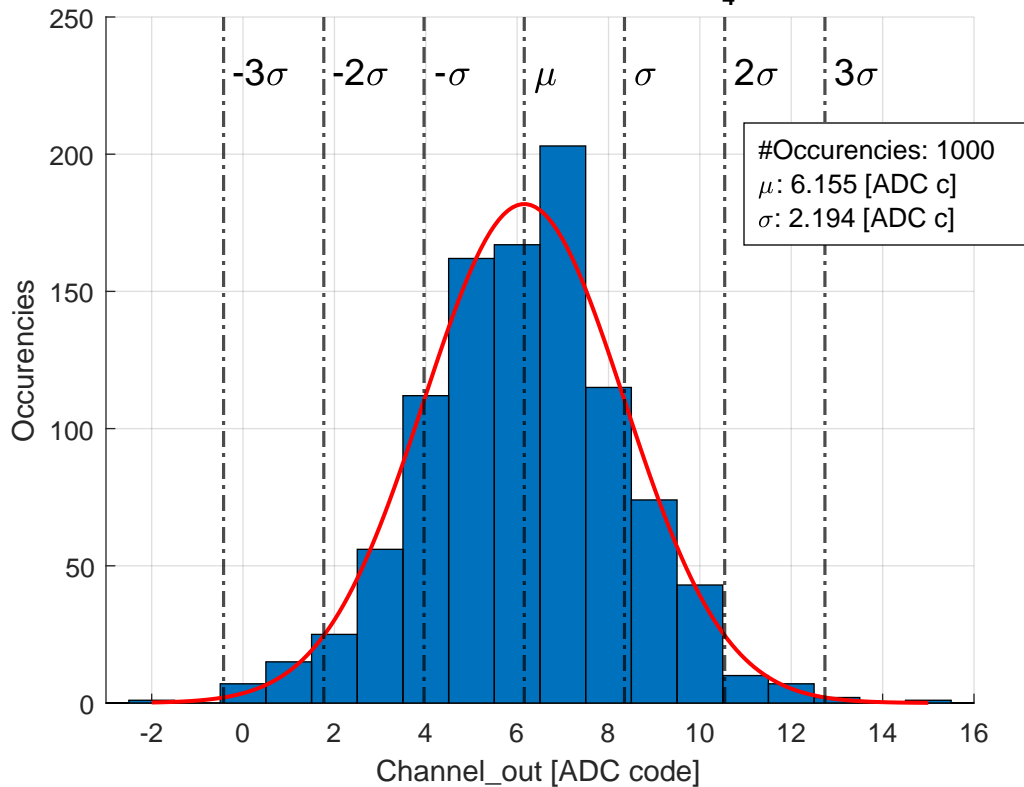 4
250
-3σ -2σ -σ μ σ 2σ 3σ
200
#Occurencies: 1000
μ: 6.155 [ADC c]
σ: 2.194 [ADC c]
150
Occurencies
100
50
0
-2 0 2 4 6 8 10 12 14 16
Channel_out [ADC code]